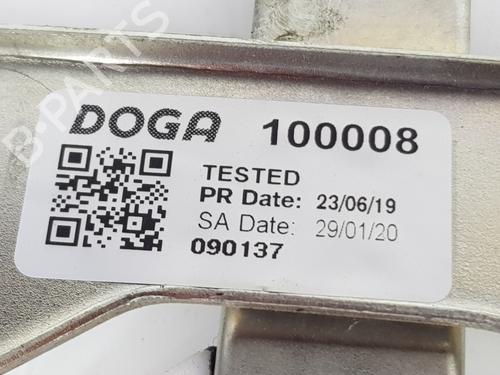 DOGA 100008
TESTED
PR Date: 23/06/19
SA Date: 29/01/20
090137
B-PARTS